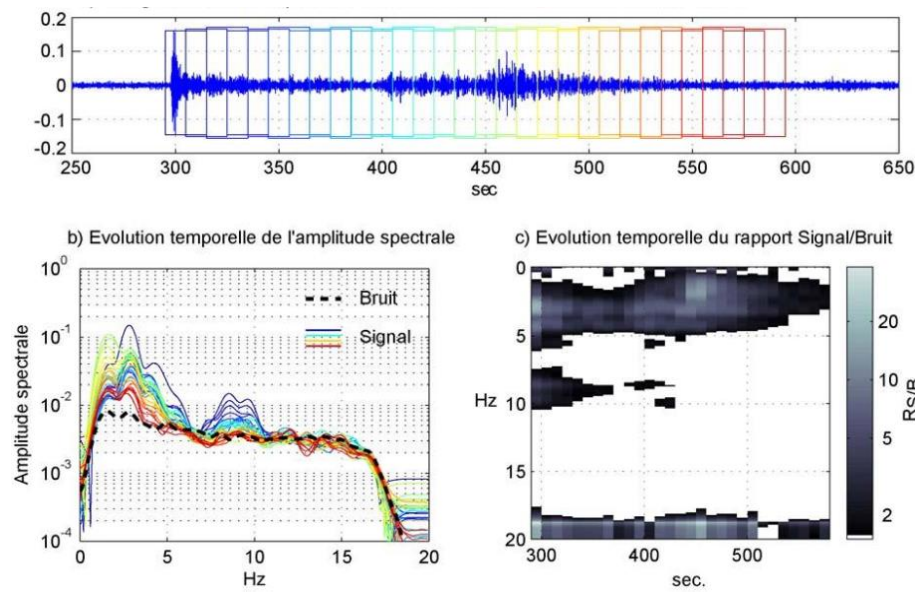 0.2
0.1
0
-0.1
-0.2
250 300 350 400 450 500 550 600 650
sec
b) Evolution temporelle de l'amplitude spectrale
10^0
10^-1
10^-2
10^-3
10^-4
Amplitude spectrale
Bruit
Signal
0 5 10 15 20
Hz
c) Evolution temporelle du rapport Signal/Bruit
0
5
Hz 10
15
20
300 400 500
sec.
20
10
5
2